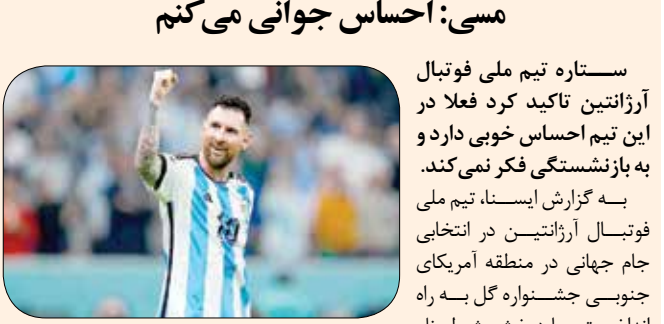 مسی: احساس جوانی می‌کنم
ستاره تیم ملی فوتبال
آرژانتین تاکید کرد فعلا در
این تیم احساس خوبی دارد و
به بازنشستگی فکر نمی‌کند.
به گزارش ایسنا، تیم ملی
فوتبال آرژانتین در انتخابی
جام جهانی در منطقه آمریکای
جنوبی جشنواره گل به راه